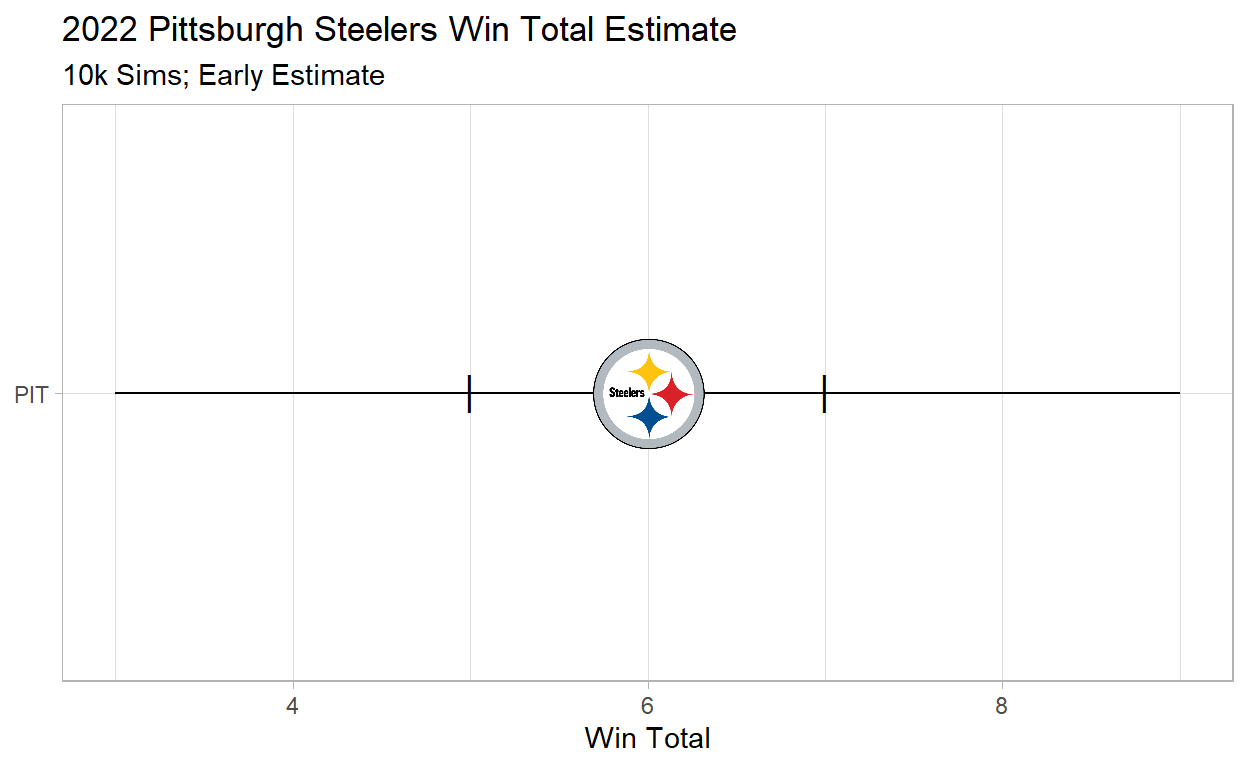 2022 Pittsburgh Steelers Win Total Estimate
10k Sims; Early Estimate
PIT
Steelers
4 6 8
Win Total